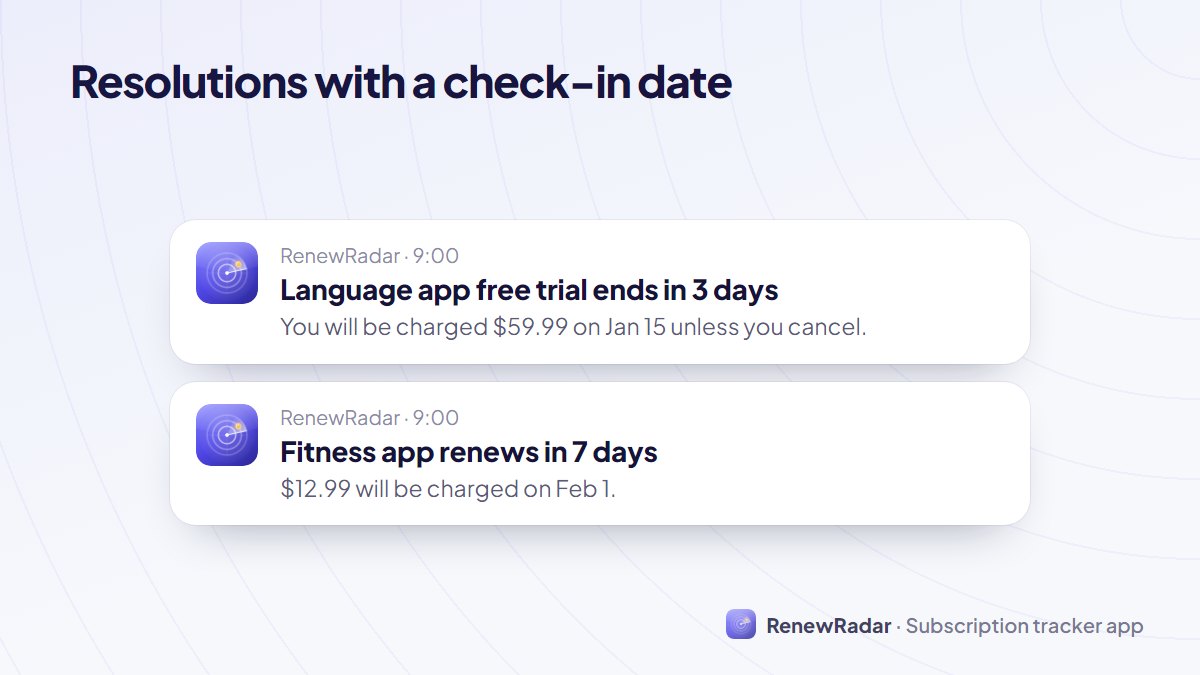 Resolutions with a check-in date
RenewRadar · 9:00
Language app free trial ends in 3 days
You will be charged $59.99 on Jan 15 unless you cancel.
RenewRadar · 9:00
Fitness app renews in 7 days
$12.99 will be charged on Feb 1.
RenewRadar · Subscription tracker app